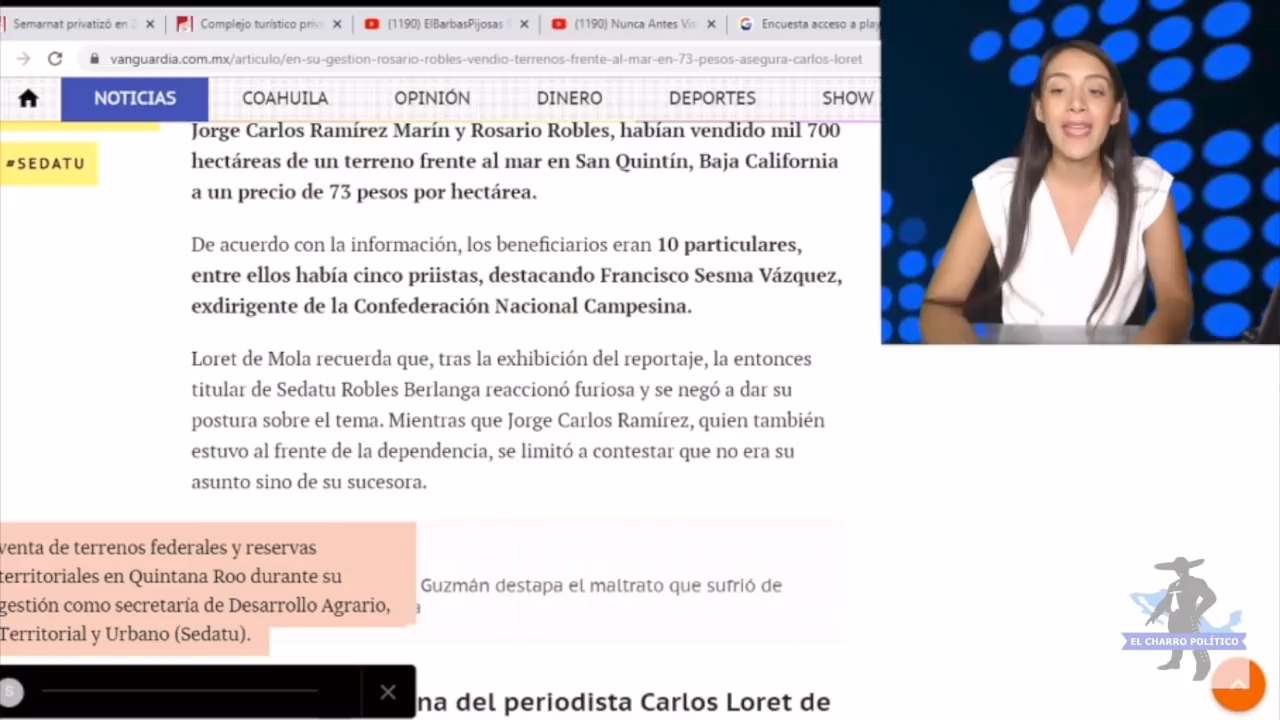 Semarnat privatizó en 2
Complejo turístico priv
(1190) ElBarbasPijosas
(1190) Nunca Antes Vis
Encuesta acceso a play
vanguardia.com.mx/articulo/en-su-gestion-rosario-robles-vendio-terrenos-frente-al-mar-en-73-pesos-asegura-carlos-loret
NOTICIAS COAHUILA OPINIÓN DINERO DEPORTES SHOW
#SEDATU
Jorge Carlos Ramírez Marín y Rosario Robles, habían vendido mil 700
hectáreas de un terreno frente al mar en San Quintín, Baja California
a un precio de 73 pesos por hectárea.
De acuerdo con la información, los beneficiarios eran 10 particulares,
entre ellos había cinco priistas, destacando Francisco Sesma Vázquez,
exdirigente de la Confederación Nacional Campesina.
Loret de Mola recuerda que, tras la exhibición del reportaje, la entonces
titular de Sedatu Robles Berlanga reaccionó furiosa y se negó a dar su
postura sobre el tema. Mientras que Jorge Carlos Ramírez, quien también
estuvo al frente de la dependencia, se limitó a contestar que no era su
asunto sino de su sucesora.
venta de terrenos federales y reservas
territoriales en Quintana Roo durante su
gestión como secretaría de Desarrollo Agrario,
Territorial y Urbano (Sedatu).
Guzmán destapa el maltrato que sufrió de
na del periodista Carlos Loret de
EL CHARRO POLÍTICO